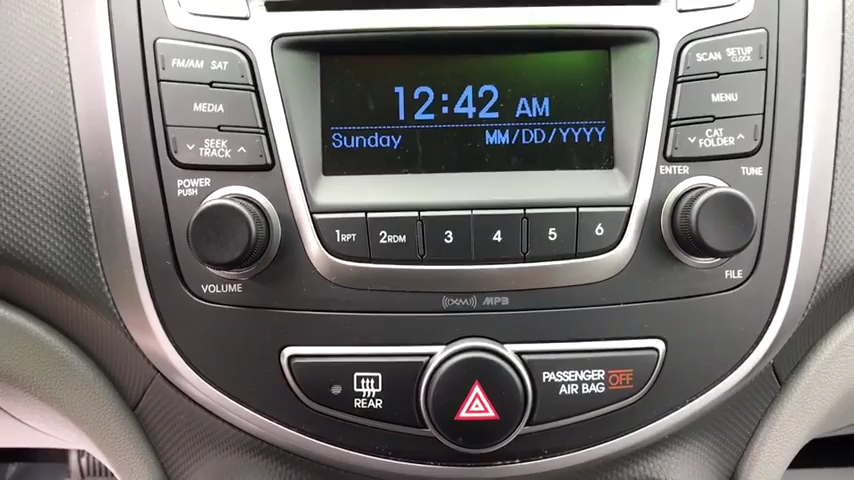 FM/AM SAT
MEDIA
SEEK
TRACK
POWER
PUSH
VOLUME
12:42 AM
Sunday MM/DD/YYYY
1RPT 2RDM 3 4 5 6
((XM)) MP3
SCAN SETUP
CLOCK
MENU
CAT
FOLDER
ENTER TUNE
FILE
REAR
PASSENGER
AIR BAG OFF